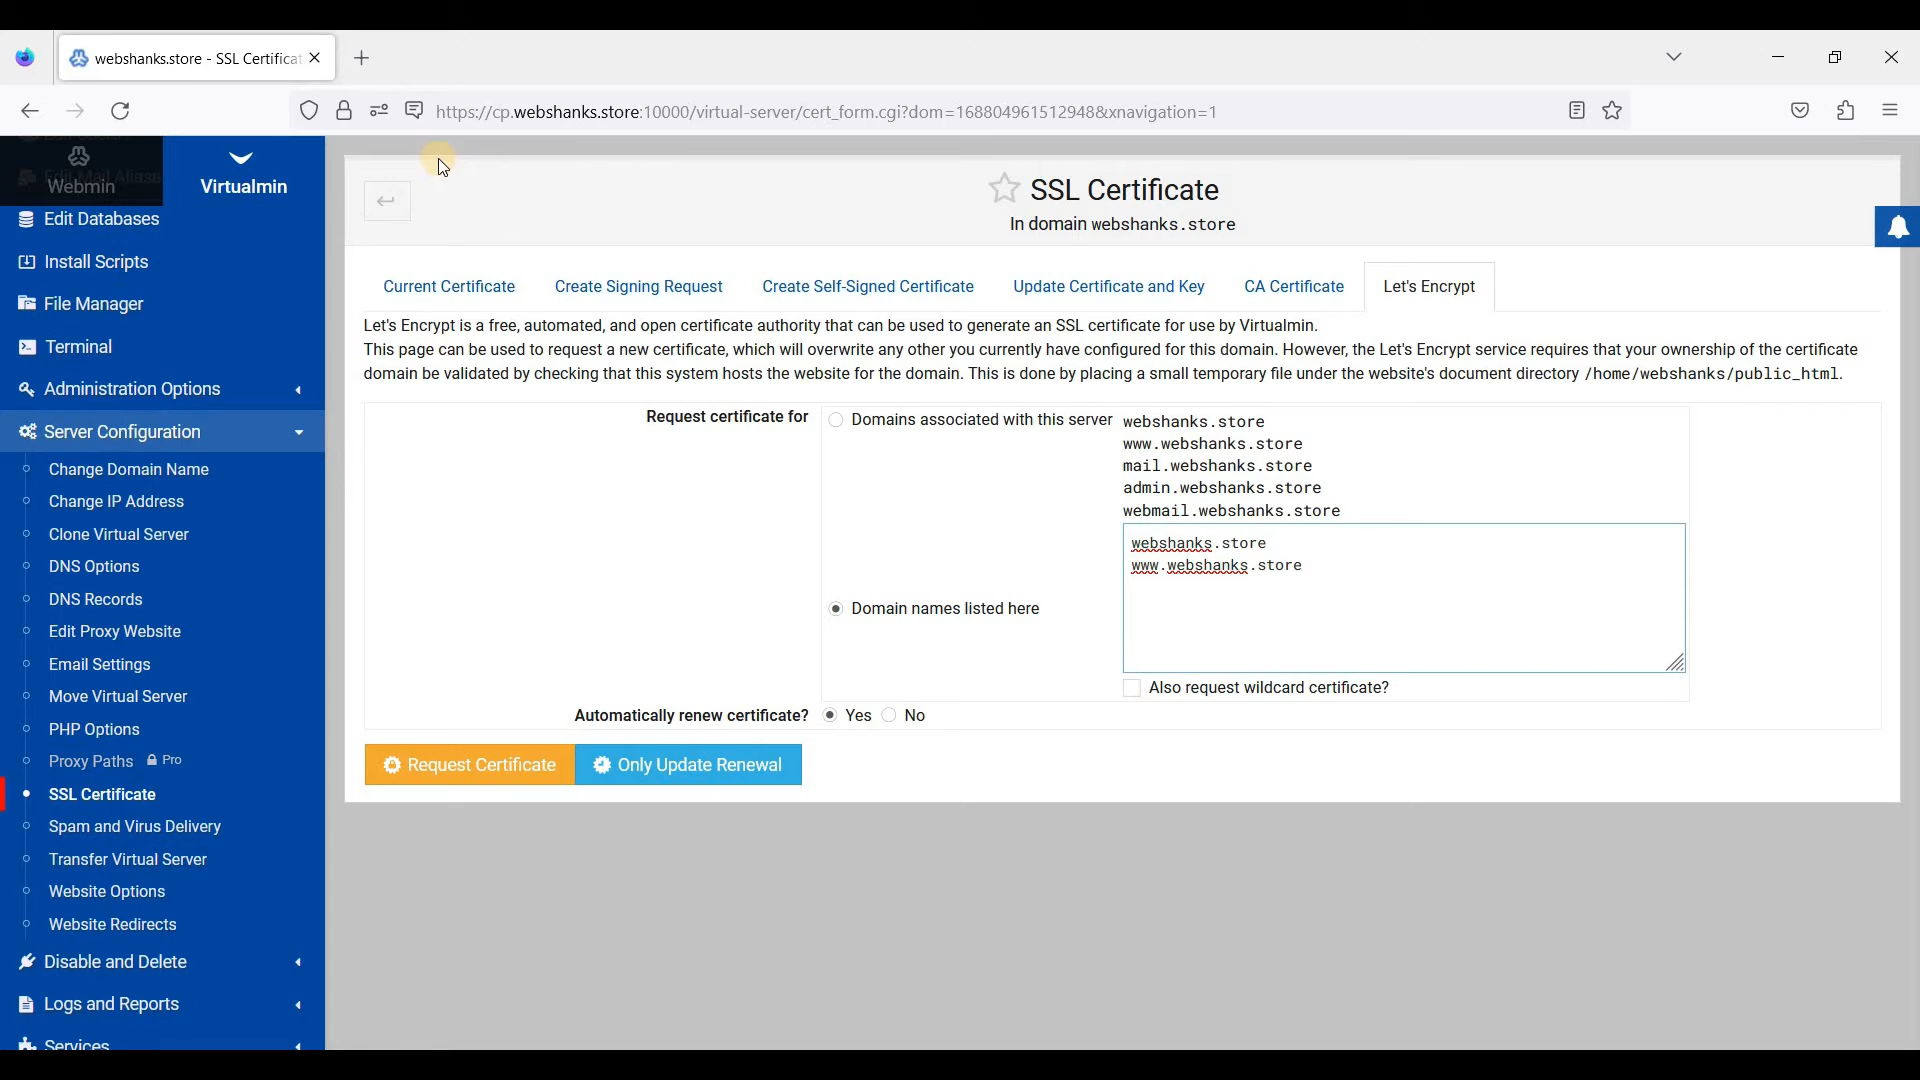 webshanks.store - SSL Certificat
https://cp.webshanks.store:10000/virtual-server/cert_form.cgi?dom=168804961512948&xnavigation=1
Webmin
Virtualmin
Edit Mail Aliases
Edit Databases
Install Scripts
File Manager
Terminal
Administration Options
Server Configuration
Change Domain Name
Change IP Address
Clone Virtual Server
DNS Options
DNS Records
Edit Proxy Website
Email Settings
Move Virtual Server
PHP Options
Proxy Paths Pro
SSL Certificate
Spam and Virus Delivery
Transfer Virtual Server
Website Options
Website Redirects
Disable and Delete
Logs and Reports
Services
SSL Certificate
In domain webshanks.store
Current Certificate
Create Signing Request
Create Self-Signed Certificate
Update Certificate and Key
CA Certificate
Let's Encrypt
Let's Encrypt is a free, automated, and open certificate authority that can be used to generate an SSL certificate for use by Virtualmin.
This page can be used to request a new certificate, which will overwrite any other you currently have configured for this domain. However, the Let's Encrypt service requires that your ownership of the certificate
domain be validated by checking that this system hosts the website for the domain. This is done by placing a small temporary file under the website's document directory /home/webshanks/public_html.
Request certificate for
Domains associated with this server
webshanks.store
www.webshanks.store
mail.webshanks.store
admin.webshanks.store
webmail.webshanks.store
Domain names listed here
webshanks.store
www.webshanks.store
Also request wildcard certificate?
Automatically renew certificate? Yes No
Request Certificate
Only Update Renewal